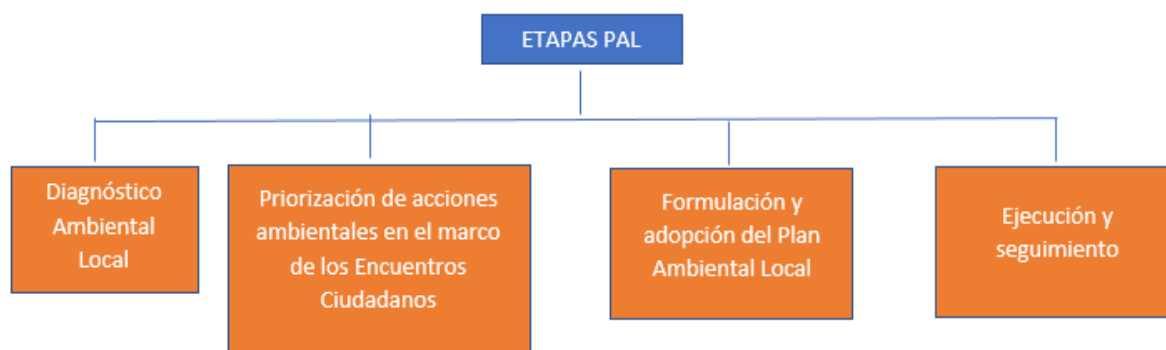 ETAPAS PAL
Diagnóstico
Ambiental
Local
Priorización de acciones
ambientales en el marco
de los Encuentros
Ciudadanos
Formulación y
adopción del Plan
Ambiental Local
Ejecución y
seguimiento